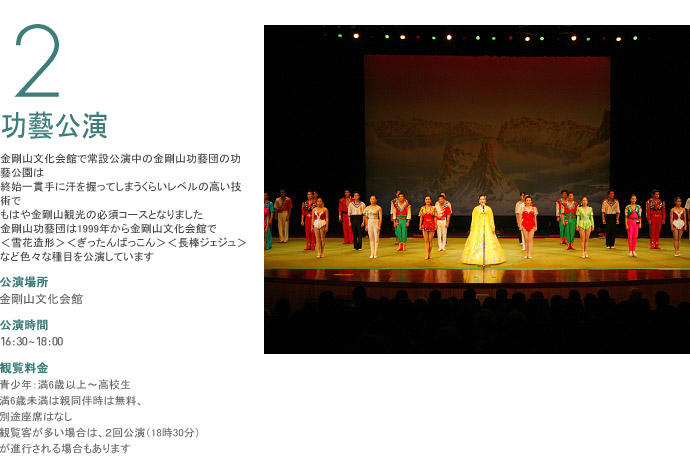 2
功藝公演
金剛山文化会館で常設公演中の金剛山功藝団の功
藝公園は
終始一貫手に汗を握ってしまうくらいレベルの高い技
術で
もはや金剛山観光の必須コースとなりました
金剛山功藝団は1999年から金剛山文化会館で
＜雪花造形＞＜ぎったんばっこん＞＜長棒ジェジュ＞
など色々な種目を公演しています
公演場所
金剛山文化会館
公演時間
16:30~18:00
観覧料金
青少年：満6歳以上～高校生
満6歳未満は親同伴時は無料、
別途座席はなし
観覧客が多い場合は、２回公演（18時30分）
が進行される場合もあります